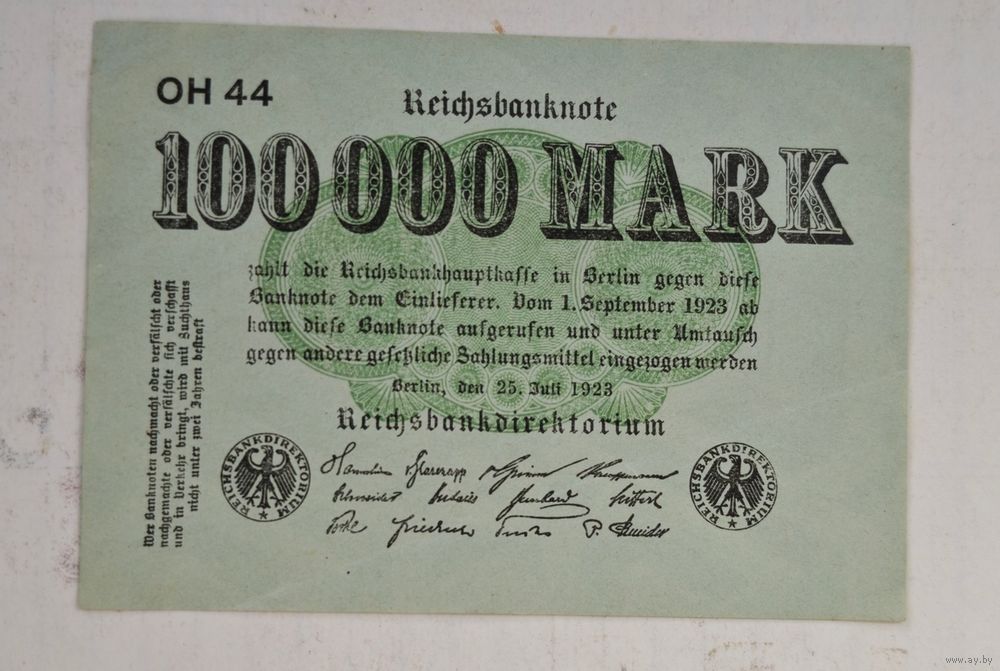 OH 44
Reichsbanknote
100000 MARK
zahlt die Reichsbankhauptkasse in Berlin gegen diese
Banknote dem Einlieferer. Vom 1. September 1923 ab
kann diese Banknote aufgerufen und unter Umtausch
gegen andere gesetzliche Zahlungsmittel eingezogen werden
Berlin, den 25. Juli 1923
Reichsbankdirektorium
Wer Banknoten nachmacht oder verfälscht oder
nachgemachte oder verfälschte sich verschafft
und in Verkehr bringt, wird mit Zuchthaus
nicht unter zwei Jahren bestraft
REICHSBANKDIREKTORIUM
REICHSBANKDIREKTORIUM
Schneider
Friedrich
P. Schneider
www.ay.by